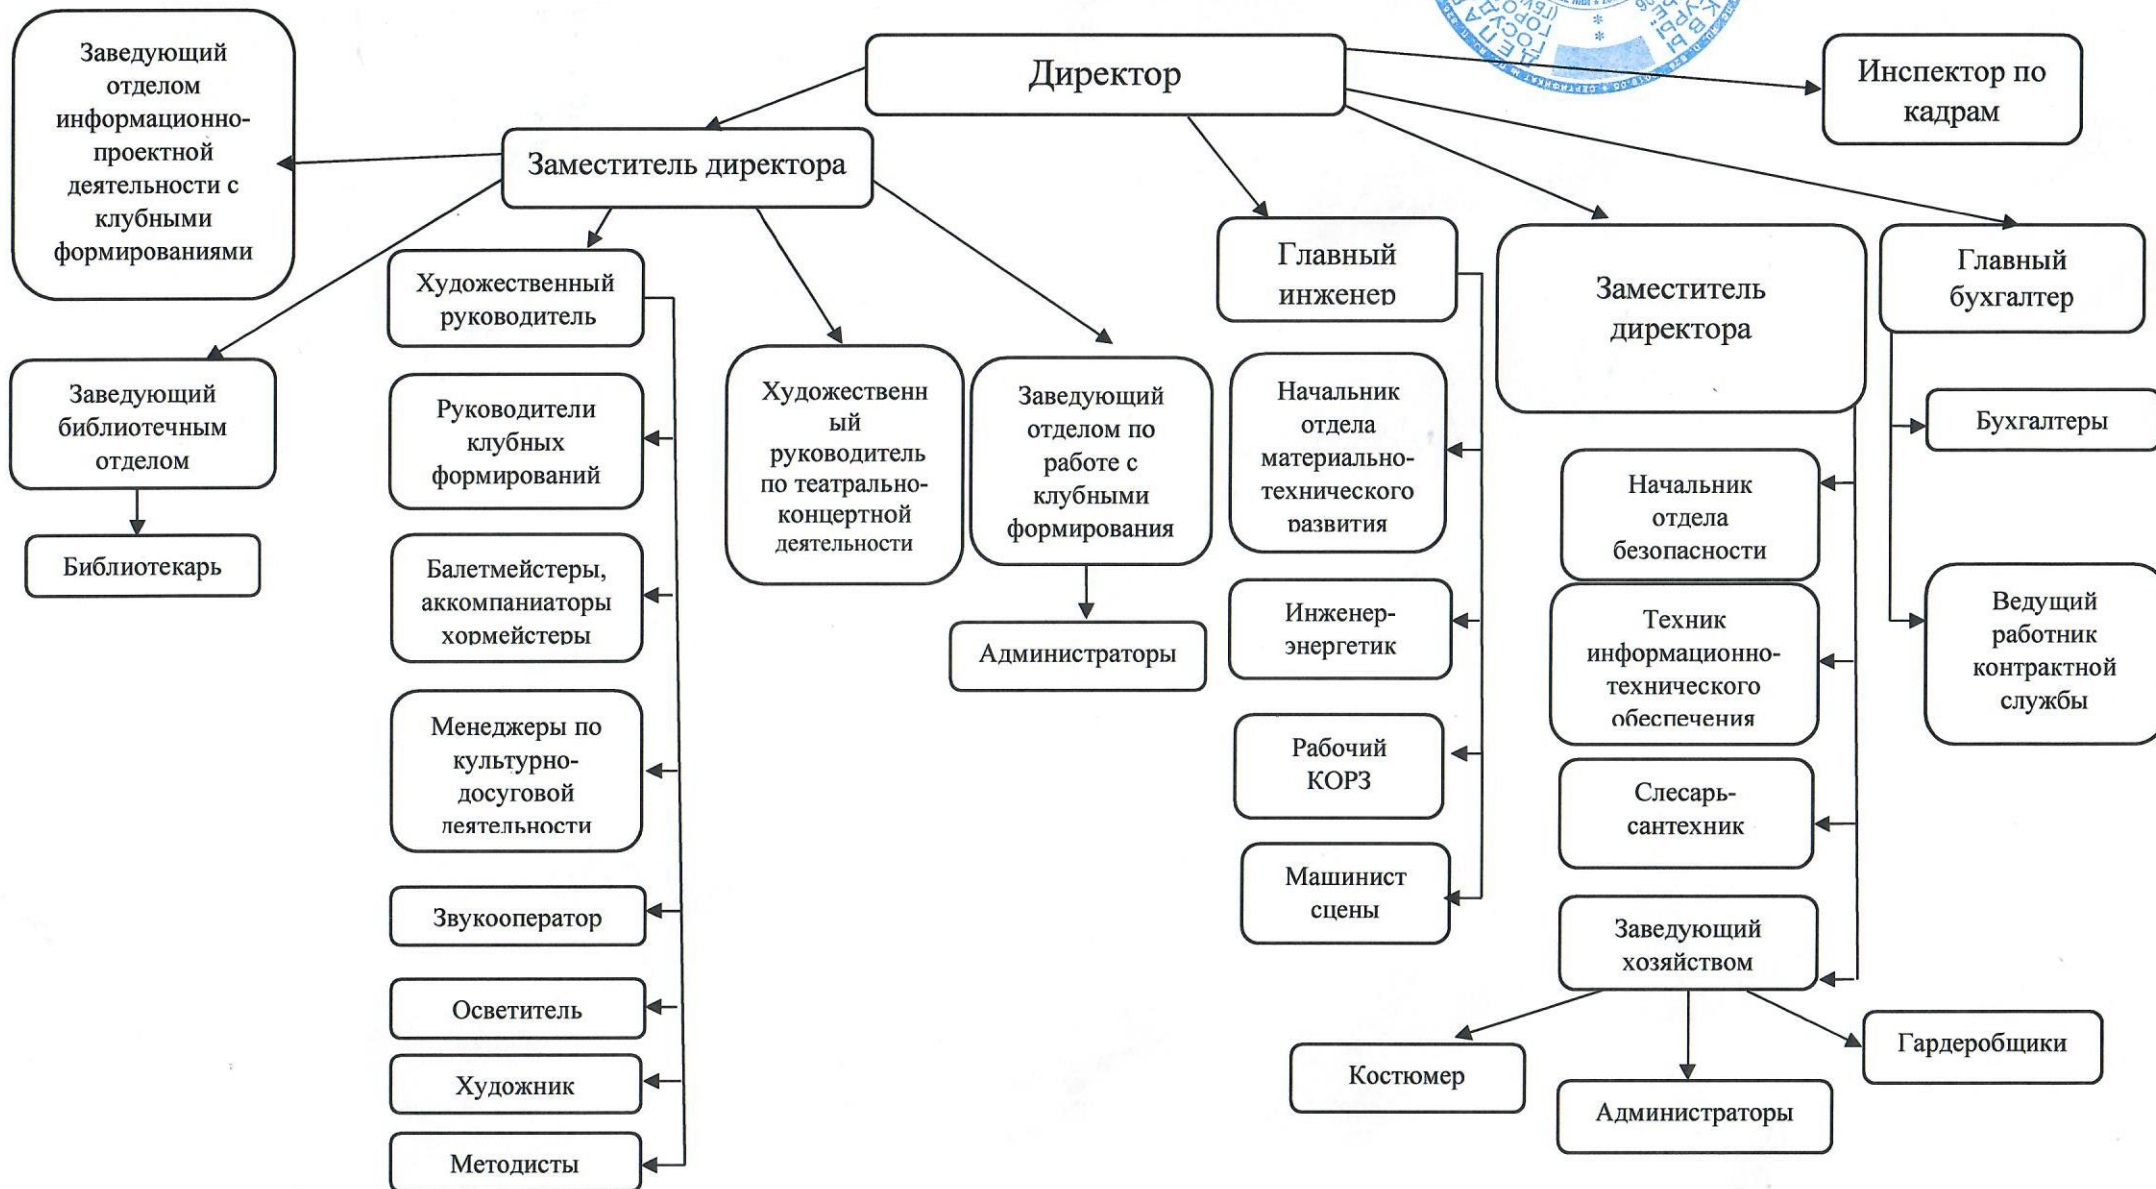 Директор
Инспектор по
кадрам
Заведующий
отделом
информационно-
проектной
деятельности с
клубными
формированиями
Заместитель директора
Главный
инженер
Заместитель
директора
Главный
бухгалтер
Художественный
руководитель
Заведующий
библиотечным
отделом
Библиотекарь
Руководители
клубных
формирований
Балетмейстеры,
аккомпаниаторы
хормейстеры
Менеджеры по
культурно-
досуговой
деятельности
Звукооператор
Осветитель
Художник
Методисты
Художественн
ый
руководитель
по театрально-
концертной
деятельности
Заведующий
отделом по
работе с
клубными
формирования
Администраторы
Начальник
отдела
материально-
технического
развития
Инженер-
энергетик
Рабочий
КОРЗ
Машинист
сцены
Начальник
отдела
безопасности
Техник
информационно-
технического
обеспечения
Слесарь-
сантехник
Заведующий
хозяйством
Костюмер
Администраторы
Гардеробщики
Бухгалтеры
Ведущий
работник
контрактной
службы